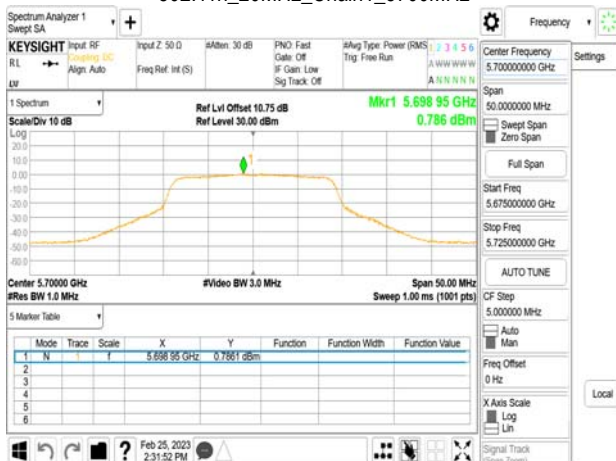 Spectrum Analyzer 1
Swept SA
Frequency
KEYSIGHT
RL
Input: RF
Coupling: DC
Align: Auto
Input Z: 50 Ω
Freq Ref: Int (S)
#Atten: 30 dB
PNO: Fast
Gate: Off
IF Gain: Low
Sig Track: Off
#Avg Type: Power (RMS
Trig: Free Run
1 2 3 4 5 6
A W W W W W
A N N N N N
1 Spectrum
Scale/Div 10 dB
Ref Lvl Offset 10.75 dB
Ref Level 30.00 dBm
Mkr1 5.698 95 GHz
0.786 dBm
Log
20.0
10.0
0.00
-10.0
-20.0
-30.0
-40.0
-50.0
-60.0
1
Center 5.70000 GHz
#Res BW 1.0 MHz
#Video BW 3.0 MHz
Span 50.00 MHz
Sweep 1.00 ms (1001 pts)
5 Marker Table
Mode Trace Scale X Y Function Function Width Function Value
1 N 1 f 5.698 95 GHz 0.7861 dBm
2
3
4
5
6
Feb 25, 2023
2:31:52 PM
Center Frequency
5.700000000 GHz
Settings
Span
50.0000000 MHz
Swept Span
Zero Span
Full Span
Start Freq
5.675000000 GHz
Stop Freq
5.725000000 GHz
AUTO TUNE
CF Step
5.000000 MHz
Auto
Man
Freq Offset
0 Hz
Local
X Axis Scale
Log
Lin
Signal Track